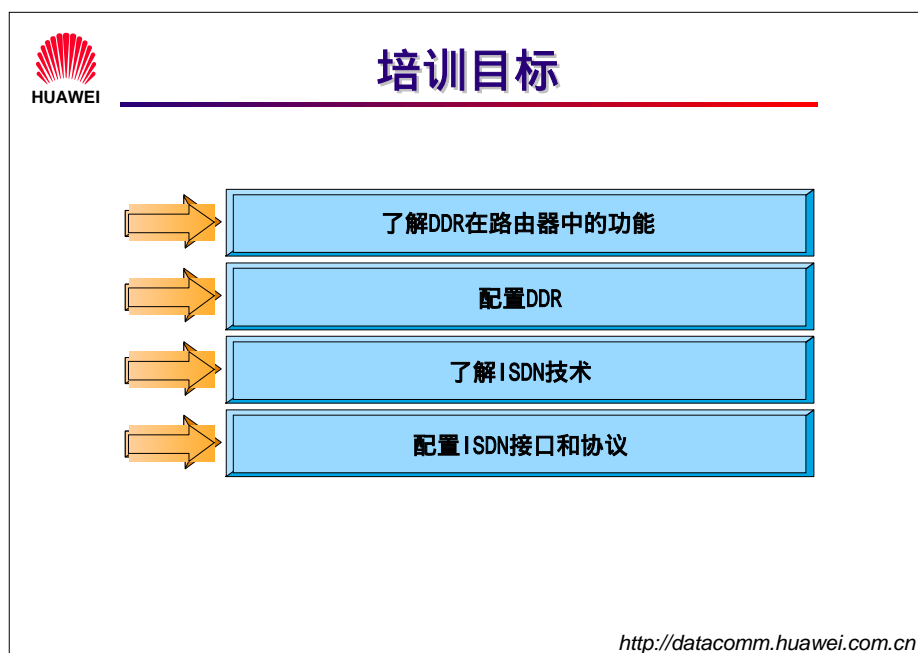 HUAWEI
培训目标
了解DDR在路由器中的功能
配置DDR
了解ISDN技术
配置ISDN接口和协议
http://datacomm.huawei.com.cn